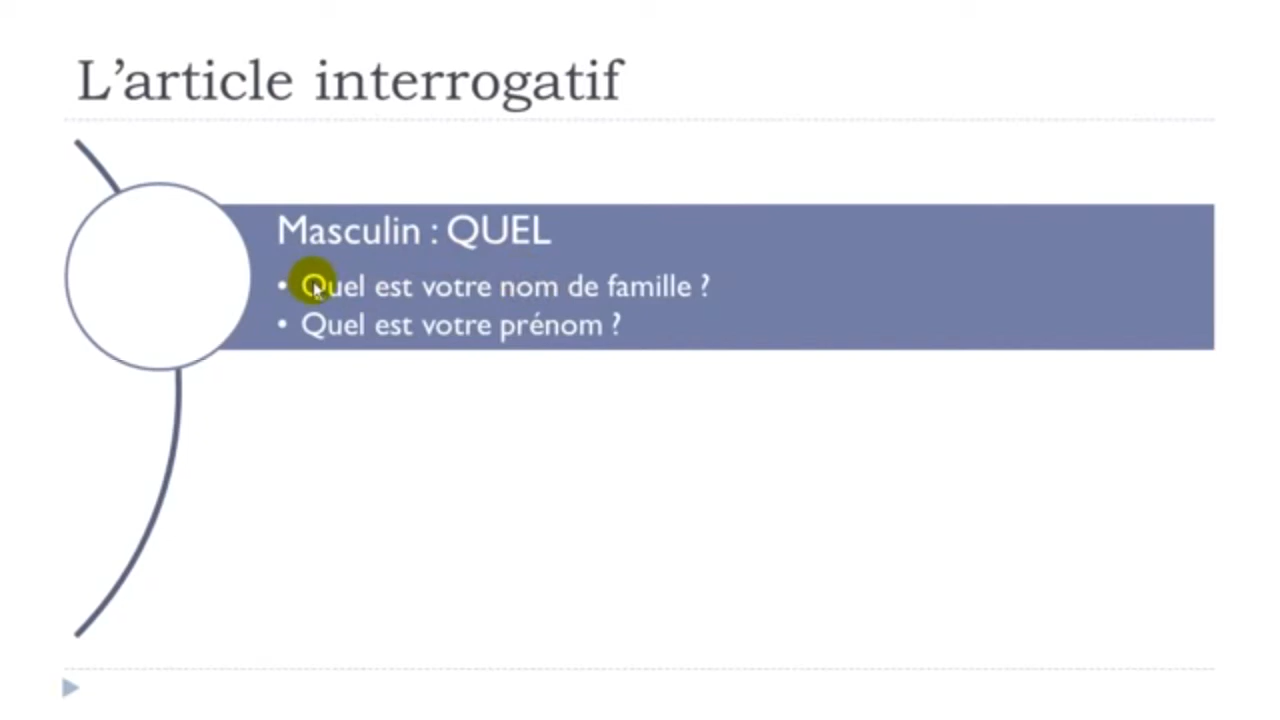 L’article interrogatif
Masculin : QUEL
• Quel est votre nom de famille ?
• Quel est votre prénom ?